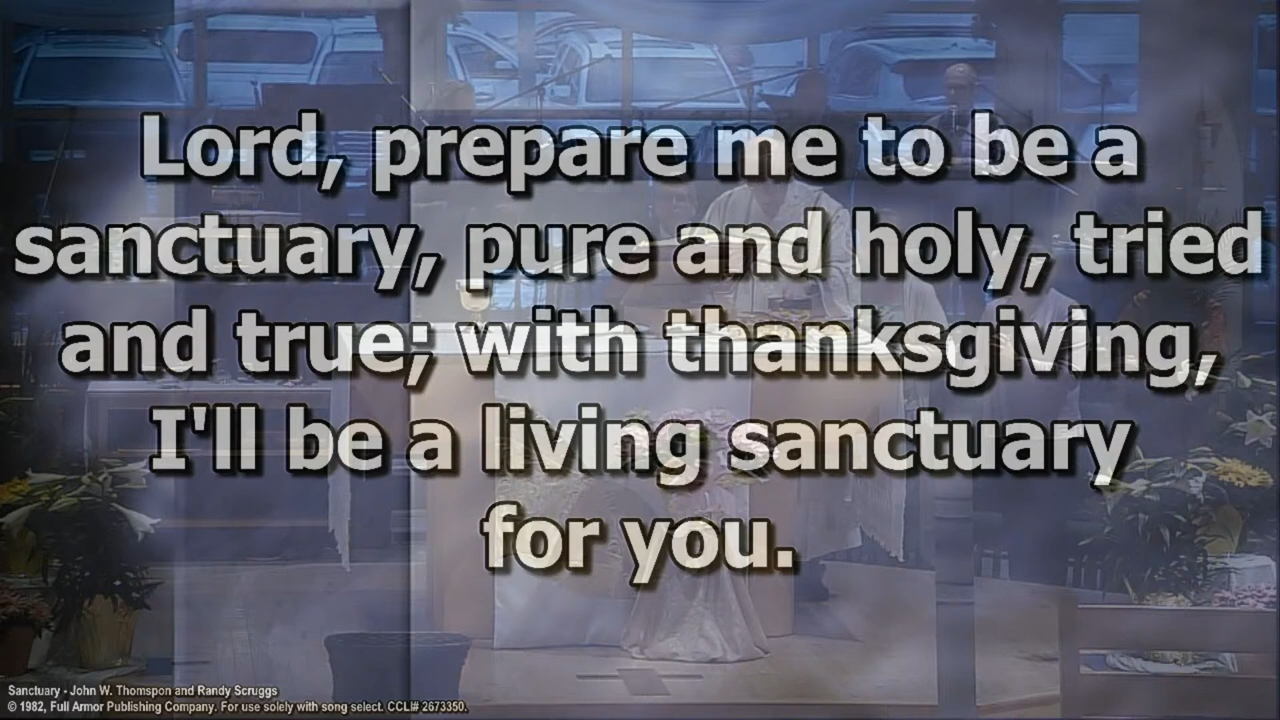 Lord, prepare me to be a
sanctuary, pure and holy, tried
and true; with thanksgiving,
I'll be a living sanctuary
for you.
Sanctuary - John W. Thomspon and Randy Scruggs
© 1982, Full Armor Publishing Company. For use solely with song select. CCLI# 2673350.